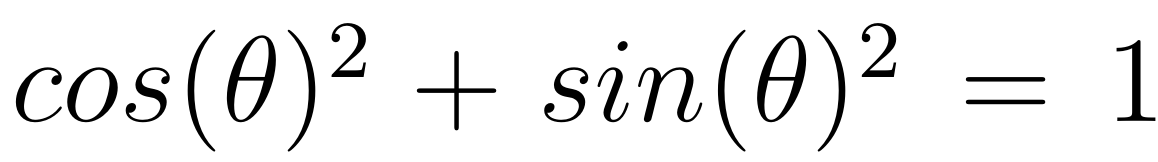 cos(θ)² + sin(θ)² = 1